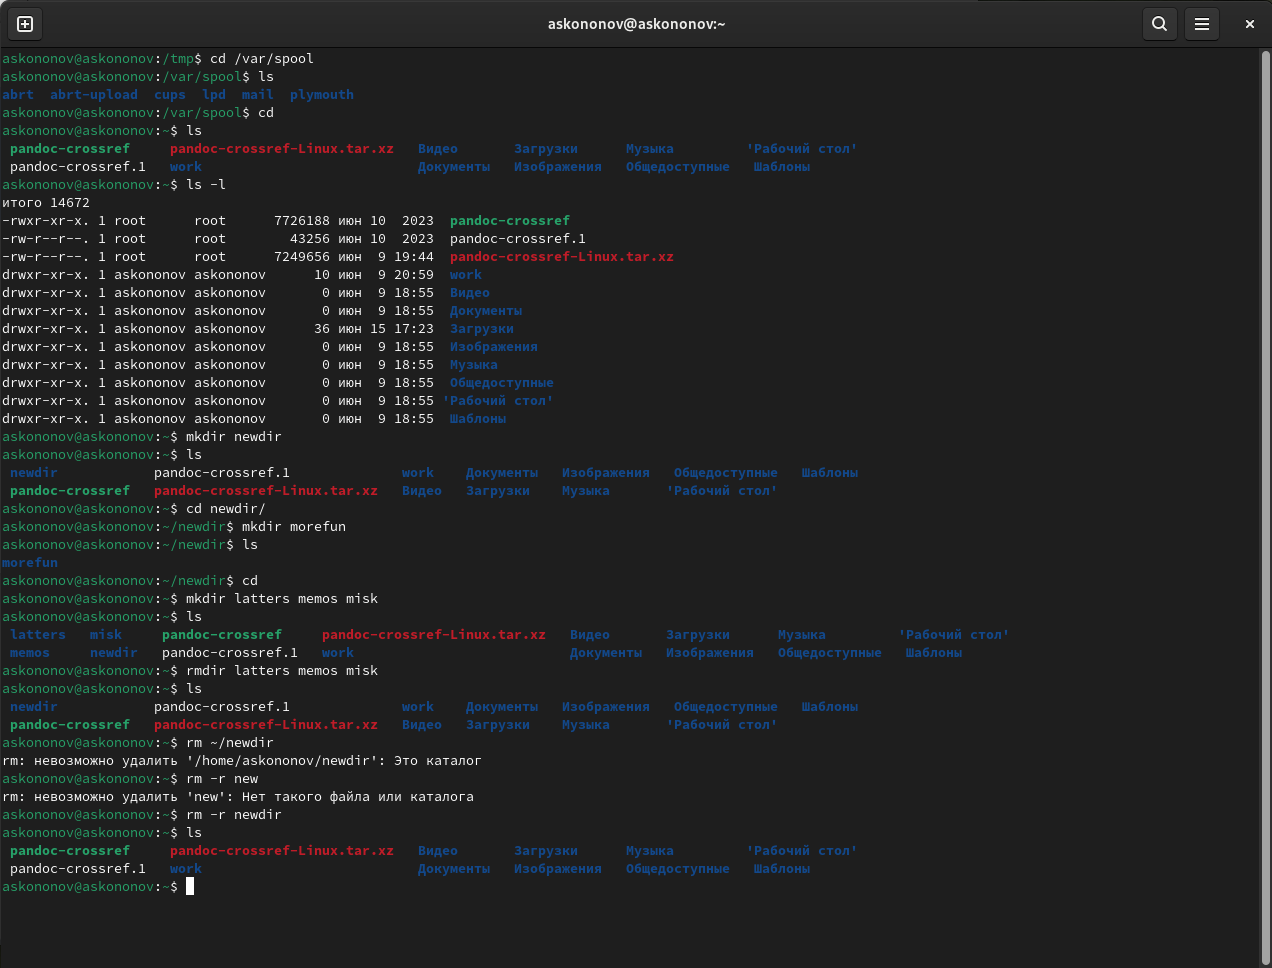 askononov@askononov:~
askononov@askononov:/tmp$ cd /var/spool
askononov@askononov:/var/spool$ ls
abrt  abrt-upload  cups  lpd  mail  plymouth
askononov@askononov:/var/spool$ cd
askononov@askononov:~$ ls
pandoc-crossref     pandoc-crossref-Linux.tar.xz   Видео       Загрузки      Музыка         'Рабочий стол'
pandoc-crossref.1   work                           Документы   Изображения   Общедоступные   Шаблоны
askononov@askononov:~$ ls -l
итого 14672
-rwxr-xr-x. 1 root      root      7726188 июн 10  2023  pandoc-crossref
-rw-r--r--. 1 root      root        43256 июн 10  2023  pandoc-crossref.1
-rw-r--r--. 1 root      root      7249656 июн  9 19:44  pandoc-crossref-Linux.tar.xz
drwxr-xr-x. 1 askononov askononov      10 июн  9 20:59  work
drwxr-xr-x. 1 askononov askononov       0 июн  9 18:55  Видео
drwxr-xr-x. 1 askononov askononov       0 июн  9 18:55  Документы
drwxr-xr-x. 1 askononov askononov      36 июн 15 17:23  Загрузки
drwxr-xr-x. 1 askononov askononov       0 июн  9 18:55  Изображения
drwxr-xr-x. 1 askononov askononov       0 июн  9 18:55  Музыка
drwxr-xr-x. 1 askononov askononov       0 июн  9 18:55  Общедоступные
drwxr-xr-x. 1 askononov askononov       0 июн  9 18:55 'Рабочий стол'
drwxr-xr-x. 1 askononov askononov       0 июн  9 18:55  Шаблоны
askononov@askononov:~$ mkdir newdir
askononov@askononov:~$ ls
newdir            pandoc-crossref.1              work    Документы   Изображения   Общедоступные   Шаблоны
pandoc-crossref   pandoc-crossref-Linux.tar.xz   Видео   Загрузки    Музыка       'Рабочий стол'
askononov@askononov:~$ cd newdir/
askononov@askononov:~/newdir$ mkdir morefun
askononov@askononov:~/newdir$ ls
morefun
askononov@askononov:~/newdir$ cd
askononov@askononov:~$ mkdir latters memos misk
askononov@askononov:~$ ls
latters   misk     pandoc-crossref     pandoc-crossref-Linux.tar.xz   Видео       Загрузки      Музыка         'Рабочий стол'
memos     newdir   pandoc-crossref.1   work                           Документы   Изображения   Общедоступные   Шаблоны
askononov@askononov:~$ rmdir latters memos misk
askononov@askononov:~$ ls
newdir            pandoc-crossref.1              work    Документы   Изображения   Общедоступные   Шаблоны
pandoc-crossref   pandoc-crossref-Linux.tar.xz   Видео   Загрузки    Музыка       'Рабочий стол'
askononov@askononov:~$ rm ~/newdir
rm: невозможно удалить '/home/askononov/newdir': Это каталог
askononov@askononov:~$ rm -r new
rm: невозможно удалить 'new': Нет такого файла или каталога
askononov@askononov:~$ rm -r newdir
askononov@askononov:~$ ls
pandoc-crossref     pandoc-crossref-Linux.tar.xz   Видео       Загрузки      Музыка         'Рабочий стол'
pandoc-crossref.1   work                           Документы   Изображения   Общедоступные   Шаблоны
askononov@askononov:~$